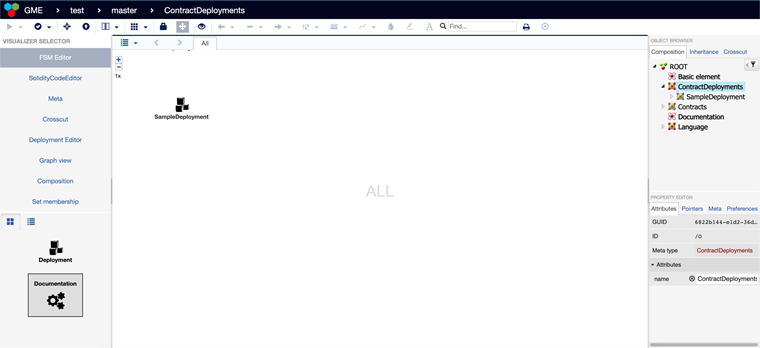 GME > test > master > ContractDeployments
Find...
VISUALIZER SELECTOR
FSM Editor
SolidityCodeEditor
Meta
Crosscut
Deployment Editor
Graph view
Composition
Set membership
Deployment
Documentation
All
1x
SampleDeployment
ALL
OBJECT BROWSER
Composition Inheritance Crosscut
ROOT
Basic element
ContractDeployments
SampleDeployment
Contracts
Documentation
Language
PROPERTY EDITOR
Attributes Pointers Meta Preferences
GUID 6822b144-e1d2-36d...
ID /O
Meta type ContractDeployments
Attributes
name ContractDeployments